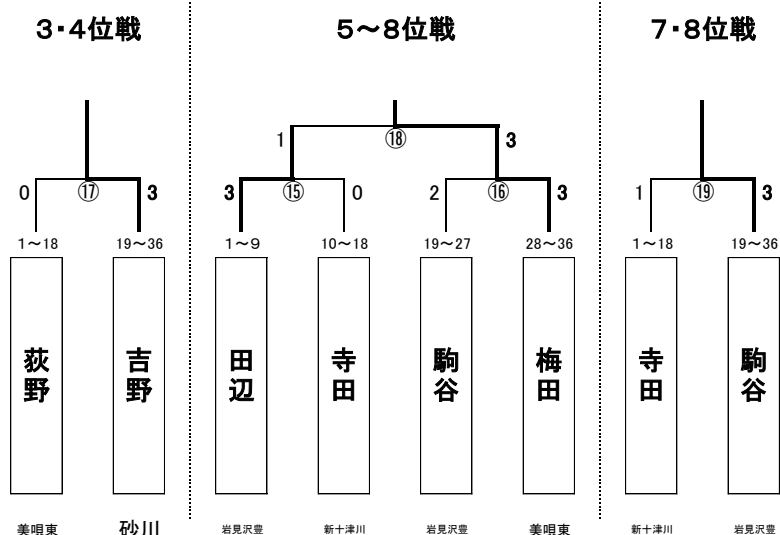 3・4位戦
5～8位戦
7・8位戦
1
⑱
3
0
⑰
3
3
⑮
0
2
⑯
3
1
⑲
3
1～18
19～36
1～9
10～18
19～27
28～36
1～18
19～36
荻野
吉野
田辺
寺田
駒谷
梅田
寺田
駒谷
美唄東
砂川
岩見沢豊
新十津川
岩見沢豊
美唄東
新十津川
岩見沢豊